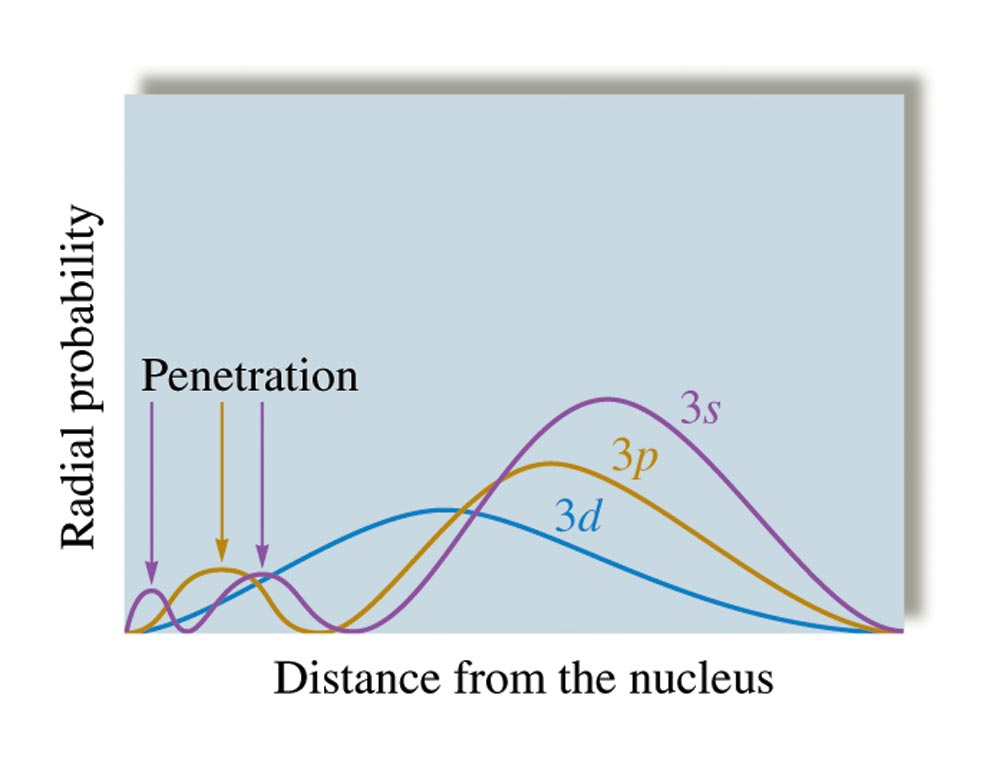 Radial probability
Penetration
3s
3p
3d
Distance from the nucleus